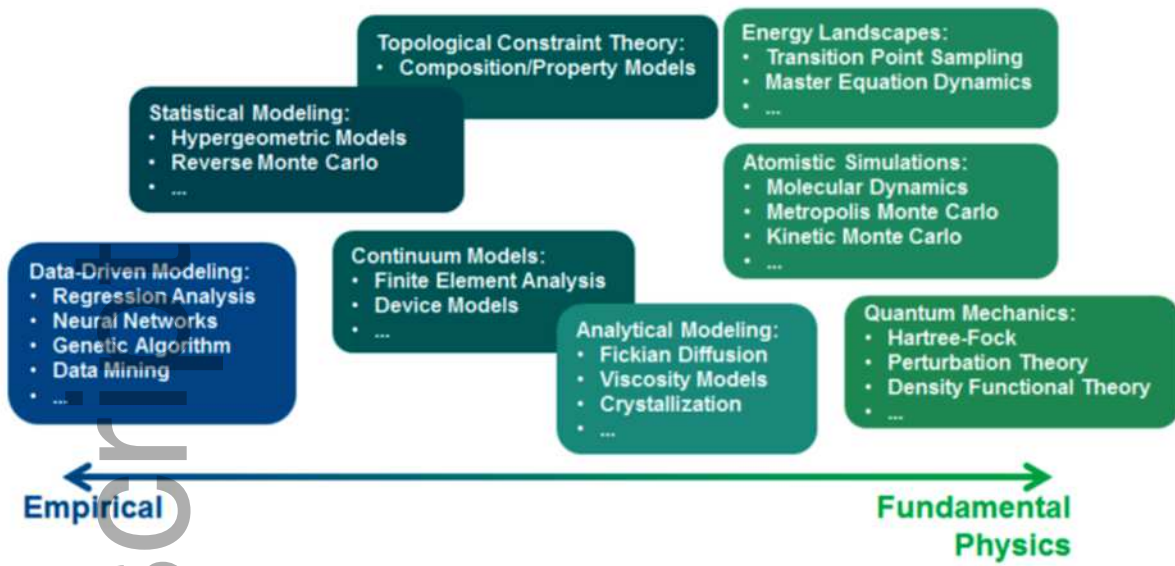 Topological Constraint Theory:
• Composition/Property Models
Energy Landscapes:
• Transition Point Sampling
• Master Equation Dynamics
• ...
Statistical Modeling:
• Hypergeometric Models
• Reverse Monte Carlo
• ...
Atomistic Simulations:
• Molecular Dynamics
• Metropolis Monte Carlo
• Kinetic Monte Carlo
• ...
Data-Driven Modeling:
• Regression Analysis
• Neural Networks
• Genetic Algorithm
• Data Mining
• ...
Continuum Models:
• Finite Element Analysis
• Device Models
• ...
Analytical Modeling:
• Fickian Diffusion
• Viscosity Models
• Crystallization
• ...
Quantum Mechanics:
• Hartree-Fock
• Perturbation Theory
• Density Functional Theory
• ...
Empirical
Fundamental
Physics
script